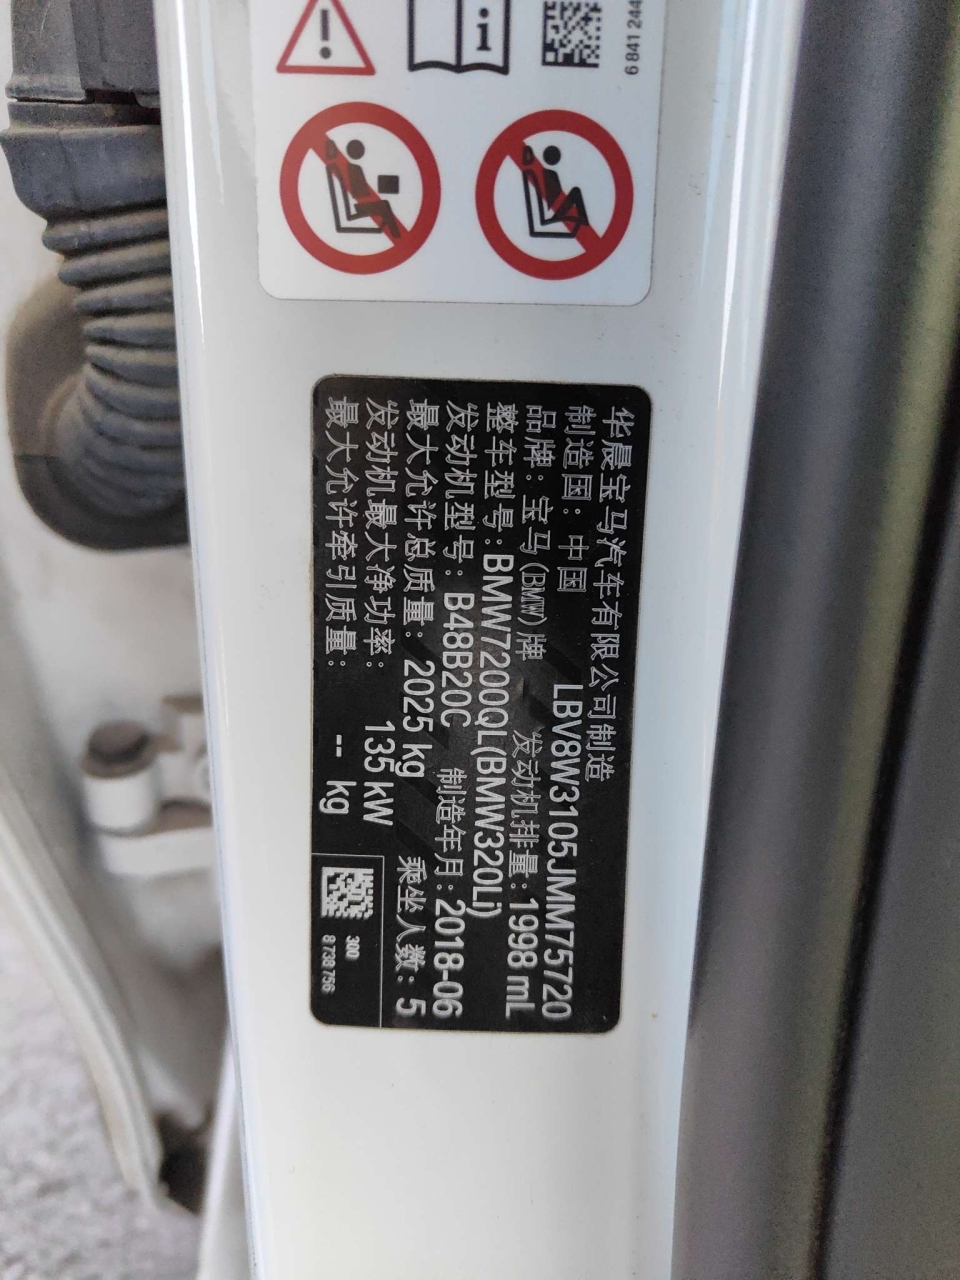 6 841 244
华晨宝马汽车有限公司制造
制造国：中国 LBV8W3105JMM75720
品牌：宝马(BMW)牌 发动机排量：1998 mL
整车型号：BMW7200QL(BMW320Li)
发动机型号：B48B20C 制造年月：2018-06
最大允许总质量：2025 kg 乘坐人数：5
发动机最大净功率：135 kW
最大允许牵引质量：-- kg
300
8 738 756